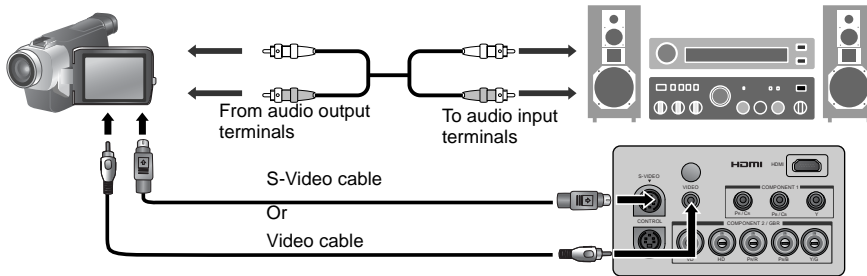 From audio output
terminals
To audio input
terminals
S-Video cable
Or
Video cable
HDMI
HDMI
S-VIDEO
VIDEO
COMPONENT 1
PR/CR
PB/CB
Y
CONTROL
COMPONENT 2 / GBR
VD
HD
PR/R
PB/B
Y/G